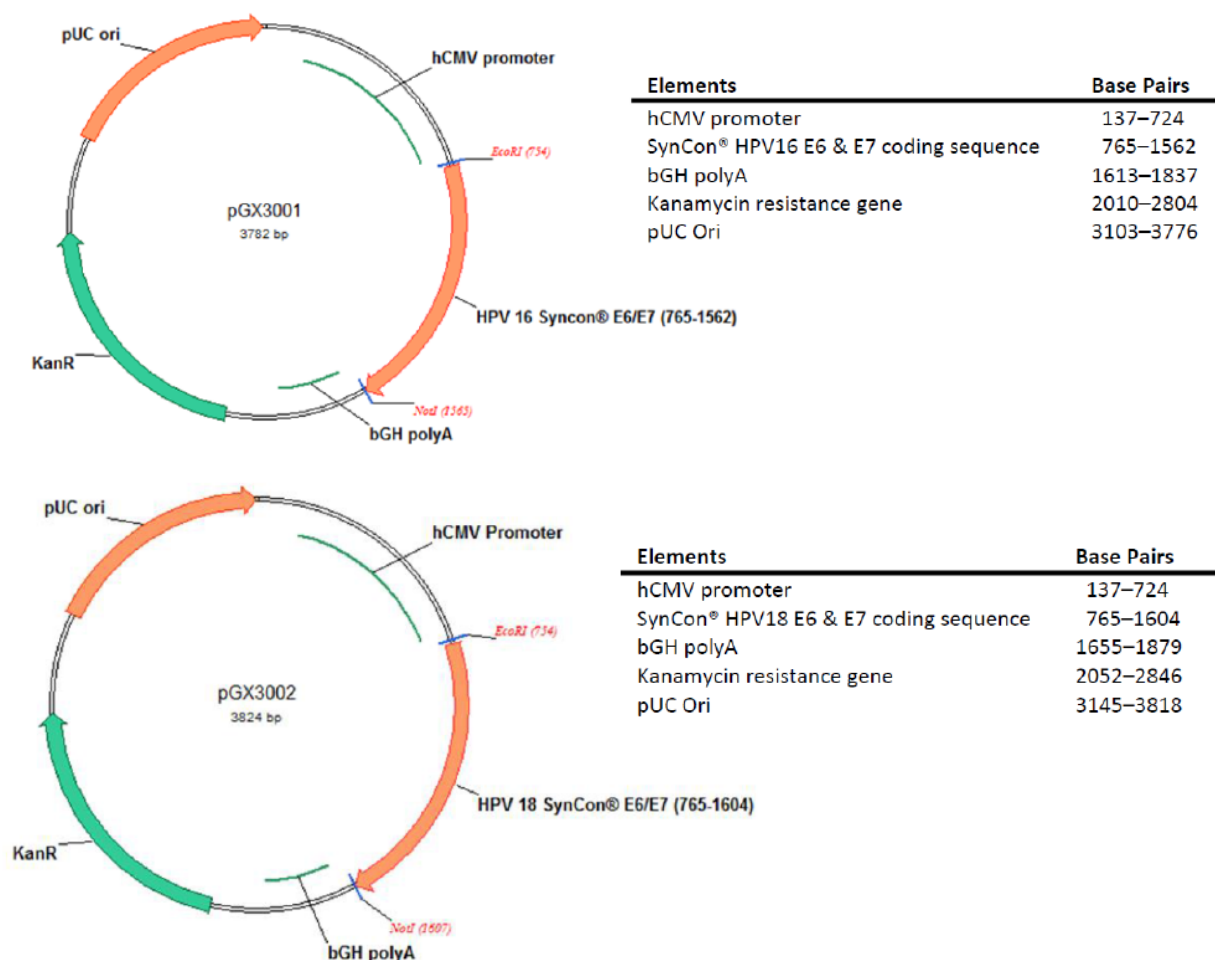 pUC ori
hCMV promoter
EcoRI (754)
pGX3001
3782 bp
HPV 16 Syncon® E6/E7 (765-1562)
KanR
NotI (1565)
bGH polyA
Elements Base Pairs
hCMV promoter 137–724
SynCon® HPV16 E6 & E7 coding sequence 765–1562
bGH polyA 1613–1837
Kanamycin resistance gene 2010–2804
pUC Ori 3103–3776
pUC ori
hCMV Promoter
EcoRI (754)
pGX3002
3824 bp
HPV 18 SynCon® E6/E7 (765-1604)
KanR
NotI (1607)
bGH polyA
Elements Base Pairs
hCMV promoter 137–724
SynCon® HPV18 E6 & E7 coding sequence 765–1604
bGH polyA 1655–1879
Kanamycin resistance gene 2052–2846
pUC Ori 3145–3818